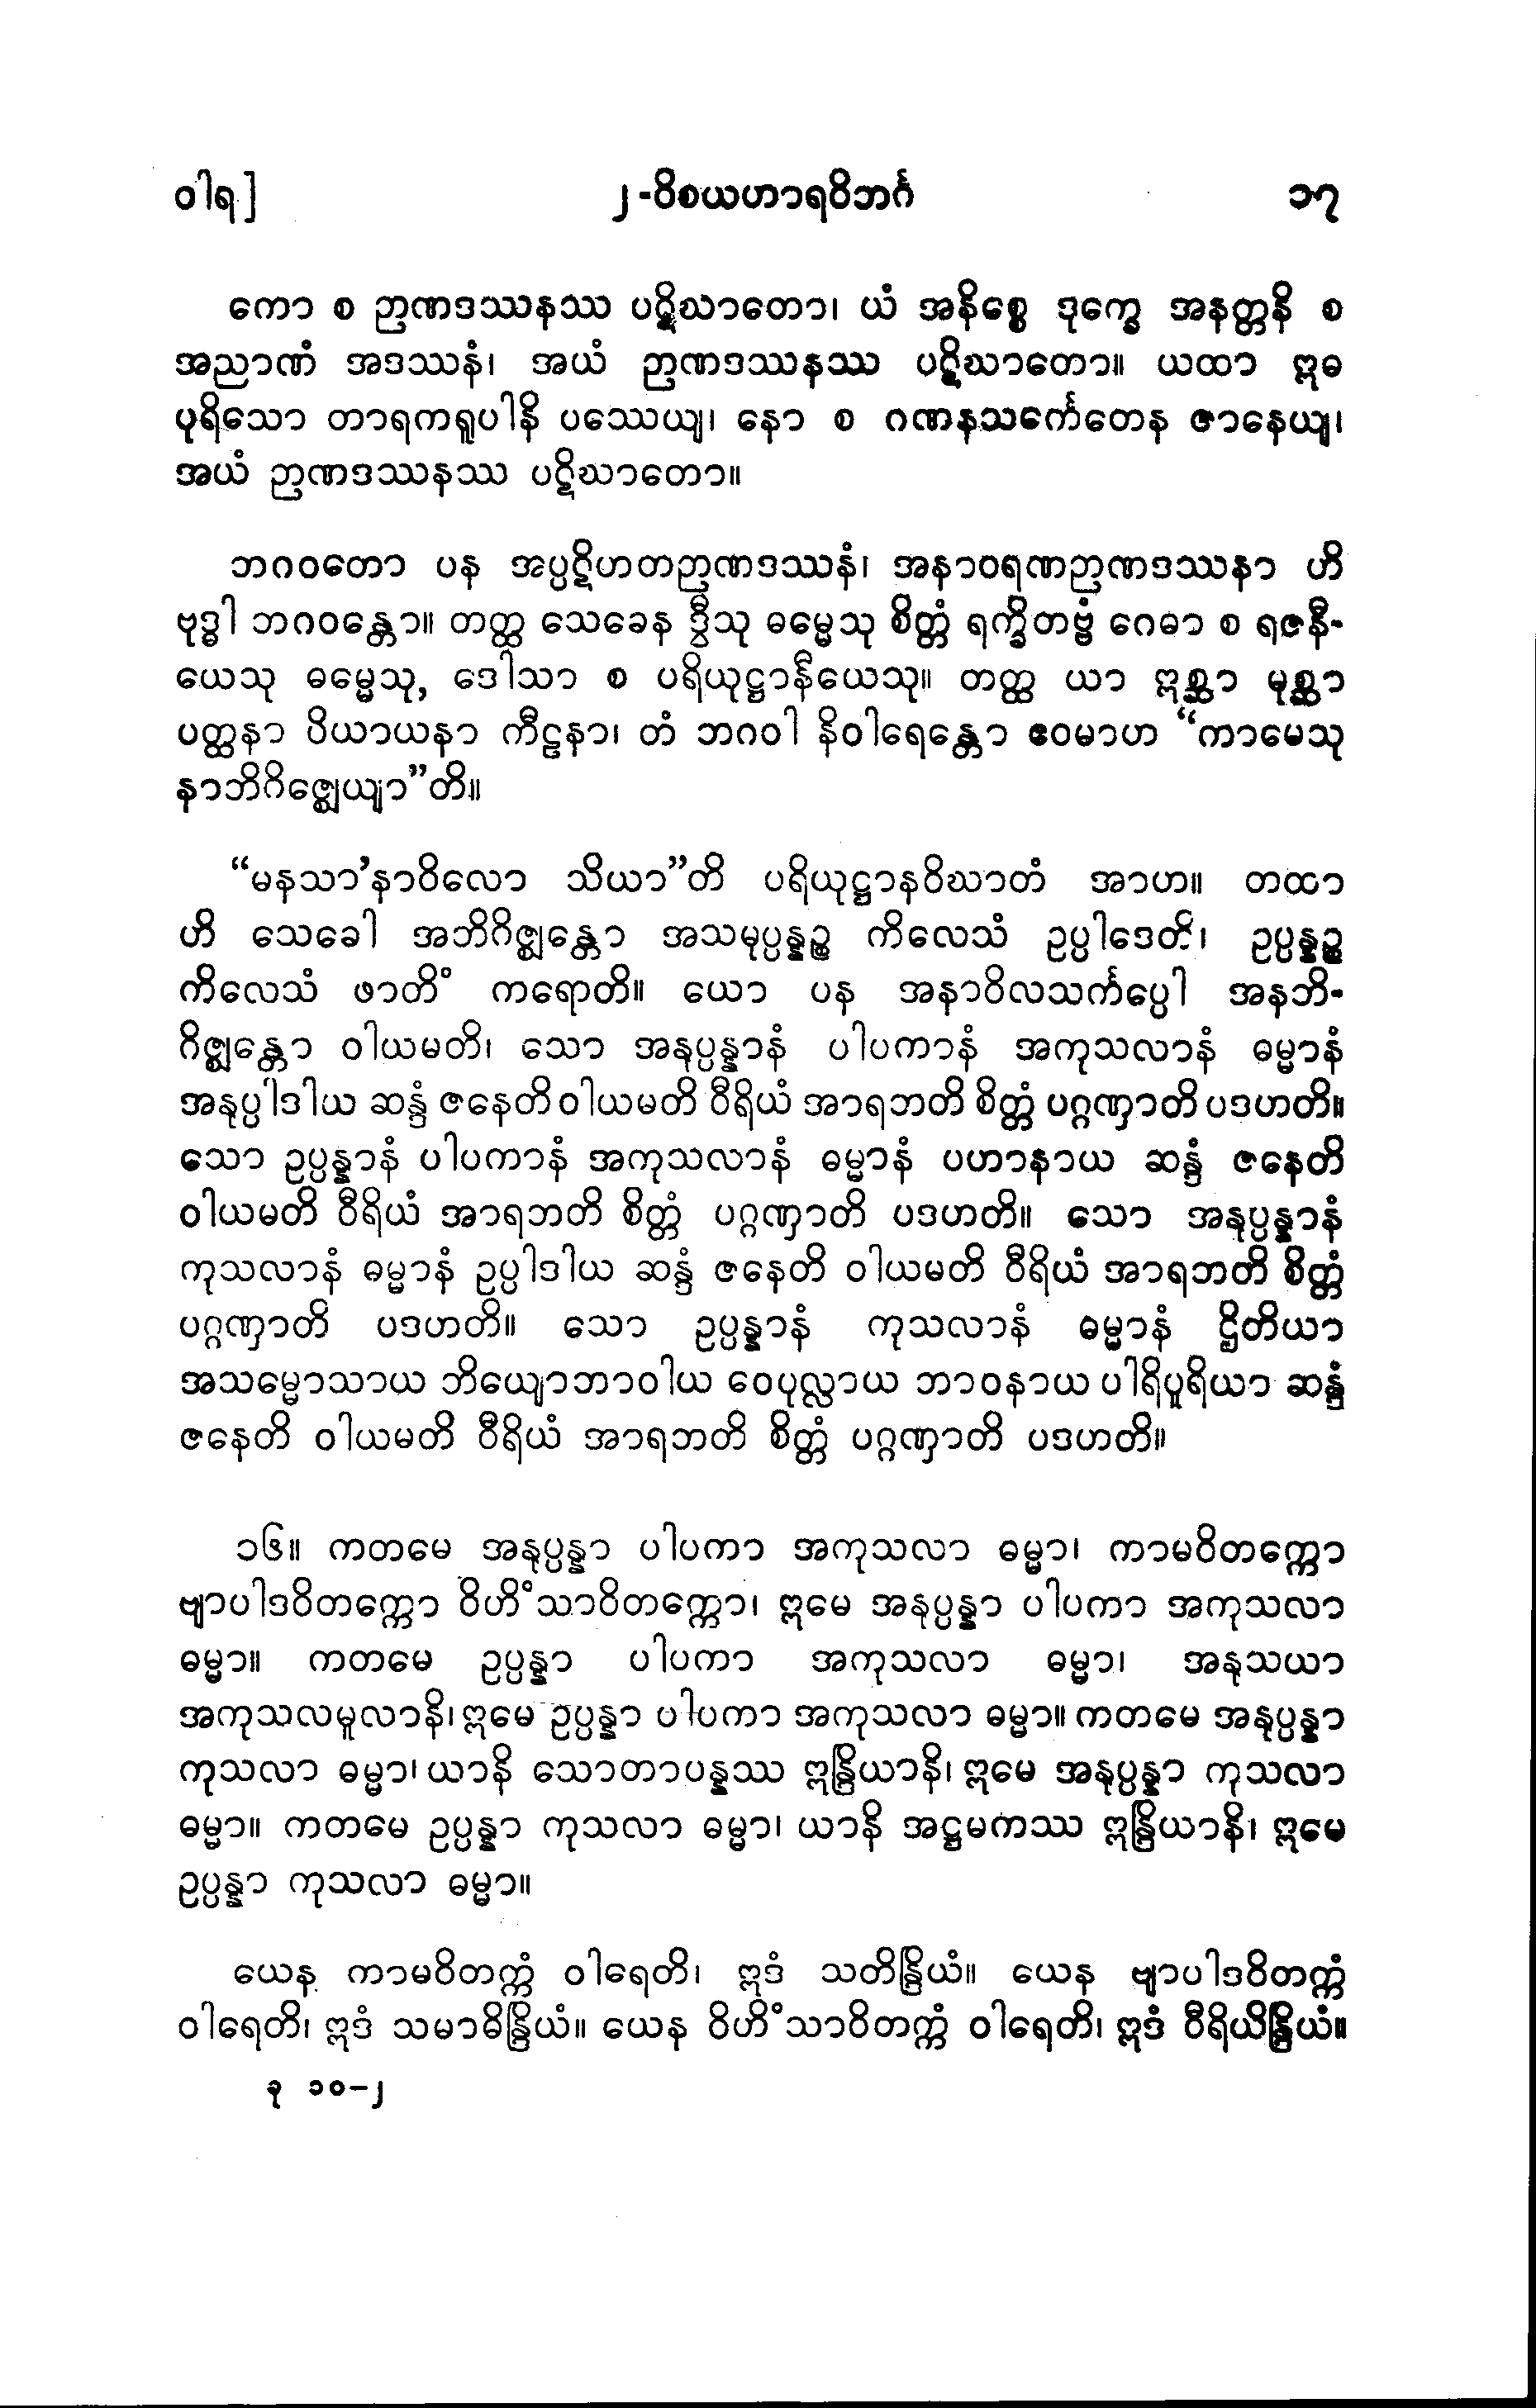 ဝါရ]
၂-ဝိစယဟာရဝိဘင်္ဂ
၁၇
ကော စ ဉာဏဒဿနဿ ပဋိဃာတော၊ ယံ အနိစ္စေ ဒုက္ခေ အနတ္တနိ စ
အညာဏံ အဒဿနံ၊ အယံ ဉာဏဒဿနဿ ပဋိဃာတော။ ယထာ ဣဓ
ပုရိသော တာရကရူပါနိ ပဿေယျ၊ နော စ ဂဏနသင်္ကေတေန ဇာနေယျ၊
အယံ ဉာဏဒဿနဿ ပဋိဃာတော။
ဘဂဝတော ပန အပ္ပဋိဟတဉာဏဒဿနံ၊ အနာဝရဏဉာဏဒဿနာ ဟိ
ဗုဒ္ဓါ ဘဂဝန္တော။ တတ္ထ သေခေန ဒွီသု ဓမ္မေသု စိတ္တံ ရက္ခိတဗ္ဗံ ဂေဓာ စ ရဇနီ-
ယေသု ဓမ္မေသု, ဒေါသာ စ ပရိယုဋ္ဌာနီယေသု။ တတ္ထ ယာ ဣစ္ဆာ မုစ္ဆာ
ပတ္ထနာ ပိယာယနာ ကီဠနာ၊ တံ ဘဂဝါ နိဝါရေန္တော ဧဝမာဟ “ကာမေသု
နာဘိဂိဇ္ဈေယျာ”တိ။
“မနသာ’နာဝိလော သိယာ”တိ ပရိယုဋ္ဌာနဝိဃာတံ အာဟ။ တထာ
ဟိ သေခေါ အဘိဂိဇ္ဈန္တော အသမုပ္ပန္နဉ္စ ကိလေသံ ဥပ္ပါဒေတိ၊ ဥပ္ပန္နဉ္စ
ကိလေသံ ဖာတိံ ကရောတိ။ ယော ပန အနာဝိလသင်္ကပ္ပေါ အနဘိ-
ဂိဇ္ဈန္တော ဝါယမတိ၊ သော အနုပ္ပန္နာနံ ပါပကာနံ အကုသလာနံ ဓမ္မာနံ
အနုပ္ပါဒါယ ဆန္ဒံ ဇနေတိ ဝါယမတိ ဝီရိယံ အာရဘတိ စိတ္တံ ပဂ္ဂဏှာတိ ပဒဟတိ။
သော ဥပ္ပန္နာနံ ပါပကာနံ အကုသလာနံ ဓမ္မာနံ ပဟာနာယ ဆန္ဒံ ဇနေတိ
ဝါယမတိ ဝီရိယံ အာရဘတိ စိတ္တံ ပဂ္ဂဏှာတိ ပဒဟတိ။ သော အနုပ္ပန္နာနံ
ကုသလာနံ ဓမ္မာနံ ဥပ္ပါဒါယ ဆန္ဒံ ဇနေတိ ဝါယမတိ ဝီရိယံ အာရဘတိ စိတ္တံ
ပဂ္ဂဏှာတိ ပဒဟတိ။ သော ဥပ္ပန္နာနံ ကုသလာနံ ဓမ္မာနံ ဌိတိယာ
အသမ္မောသာယ ဘိယျောဘာဝါယ ဝေပုလ္လာယ ဘာဝနာယ ပါရိပူရိယာ ဆန္ဒံ
ဇနေတိ ဝါယမတိ ဝီရိယံ အာရဘတိ စိတ္တံ ပဂ္ဂဏှာတိ ပဒဟတိ။
၁၆။ ကတမေ အနုပ္ပန္နာ ပါပကာ အကုသလာ ဓမ္မာ၊ ကာမဝိတက္ကော
ဗျာပါဒဝိတက္ကော ဝိဟိံသာဝိတက္ကော၊ ဣမေ အနုပ္ပန္နာ ပါပကာ အကုသလာ
ဓမ္မာ။ ကတမေ ဥပ္ပန္နာ ပါပကာ အကုသလာ ဓမ္မာ၊ အနုသယာ
အကုသလမူလာနိ၊ ဣမေ ဥပ္ပန္နာ ပါပကာ အကုသလာ ဓမ္မာ။ ကတမေ အနုပ္ပန္နာ
ကုသလာ ဓမ္မာ၊ ယာနိ သောတာပန္နဿ ဣန္ဒြိယာနိ၊ ဣမေ အနုပ္ပန္နာ ကုသလာ
ဓမ္မာ။ ကတမေ ဥပ္ပန္နာ ကုသလာ ဓမ္မာ၊ ယာနိ အဋ္ဌမကဿ ဣန္ဒြိယာနိ၊ ဣမေ
ဥပ္ပန္နာ ကုသလာ ဓမ္မာ။
ယေန ကာမဝိတက္ကံ ဝါရေတိ၊ ဣဒံ သတိန္ဒြိယံ။ ယေန ဗျာပါဒဝိတက္ကံ
ဝါရေတိ၊ ဣဒံ သမာဓိန္ဒြိယံ။ ယေန ဝိဟိံသာဝိတက္ကံ ဝါရေတိ၊ ဣဒံ ဝီရိယိန္ဒြိယံ။
ခု ၁၀-၂